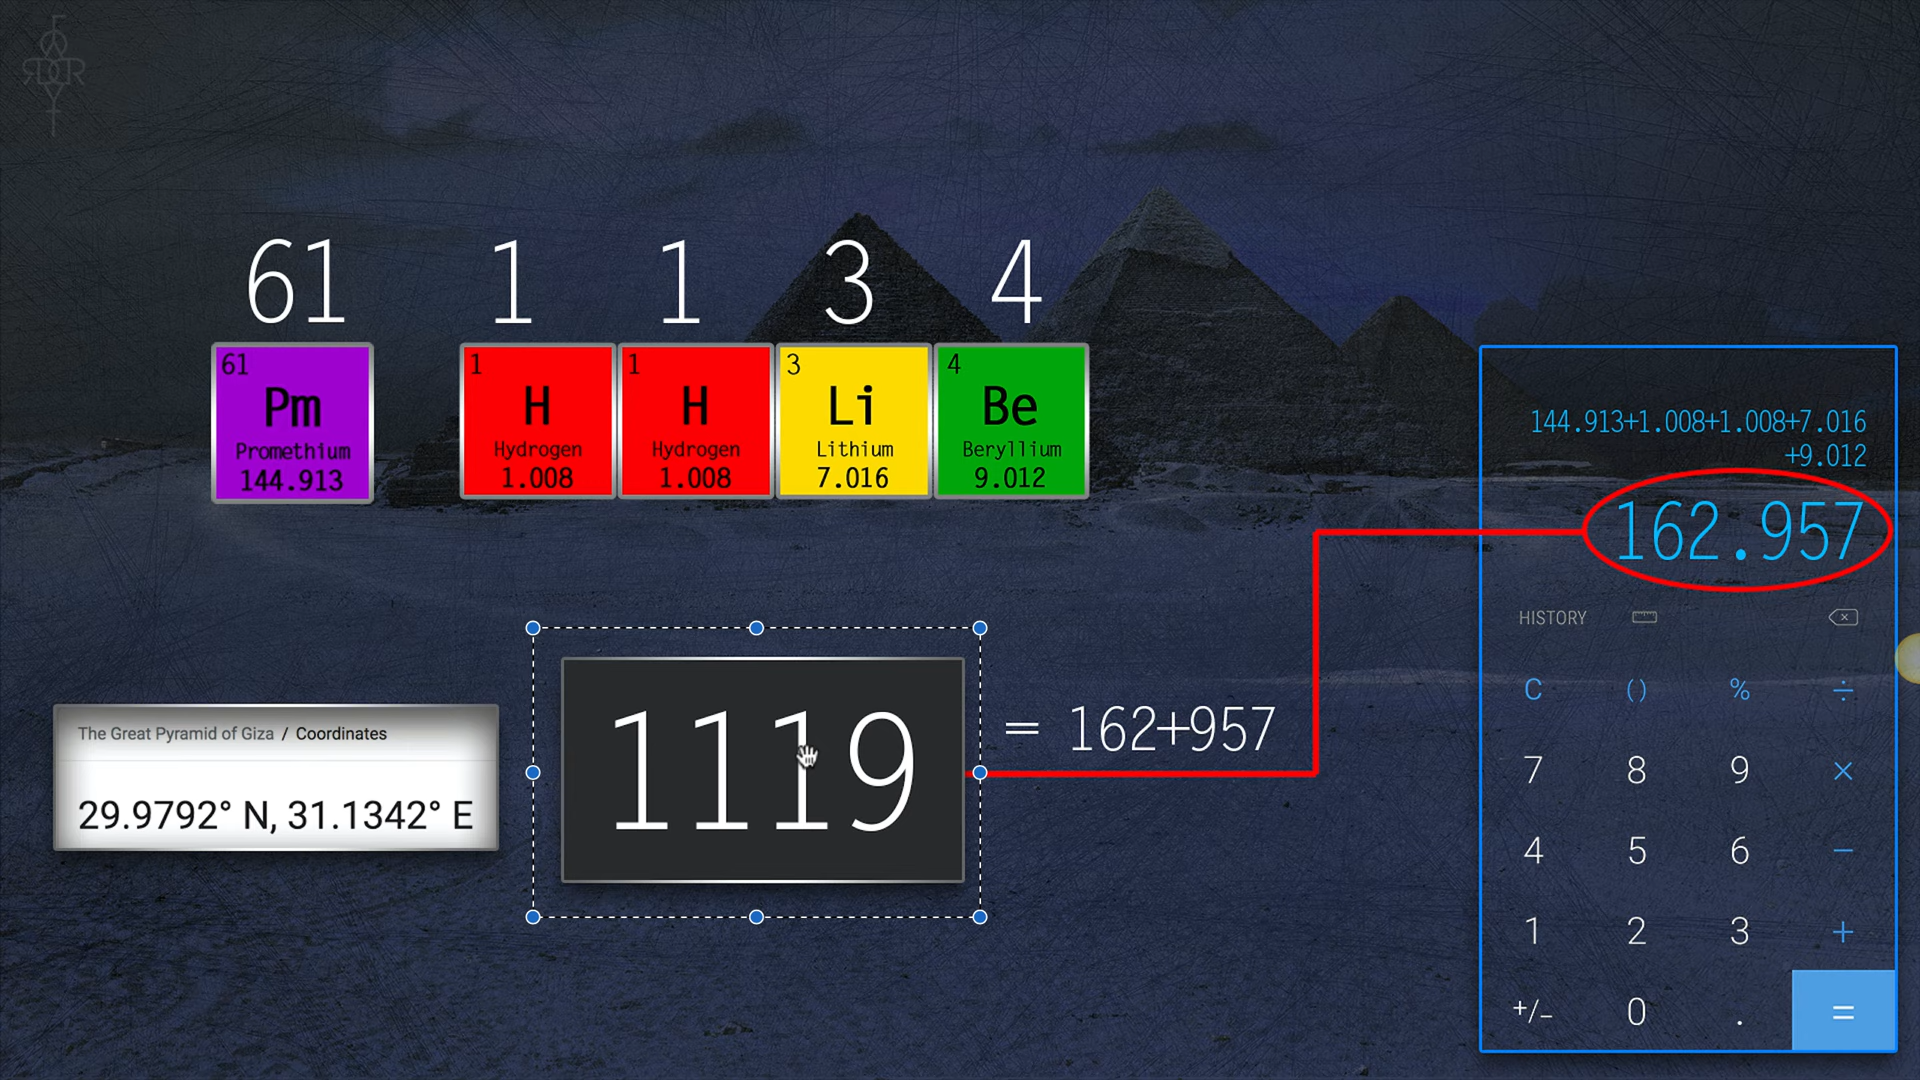 61 1 1 3 4
61
Pm
Promethium
144.913
1
H
Hydrogen
1.008
1
H
Hydrogen
1.008
3
Li
Lithium
7.016
4
Be
Beryllium
9.012
144.913+1.008+1.008+7.016
+9.012
162.957
HISTORY
C () % ÷
7 8 9 ×
4 5 6 −
1 2 3 +
+/− 0 . =
The Great Pyramid of Giza / Coordinates
29.9792° N, 31.1342° E
1119
= 162+957